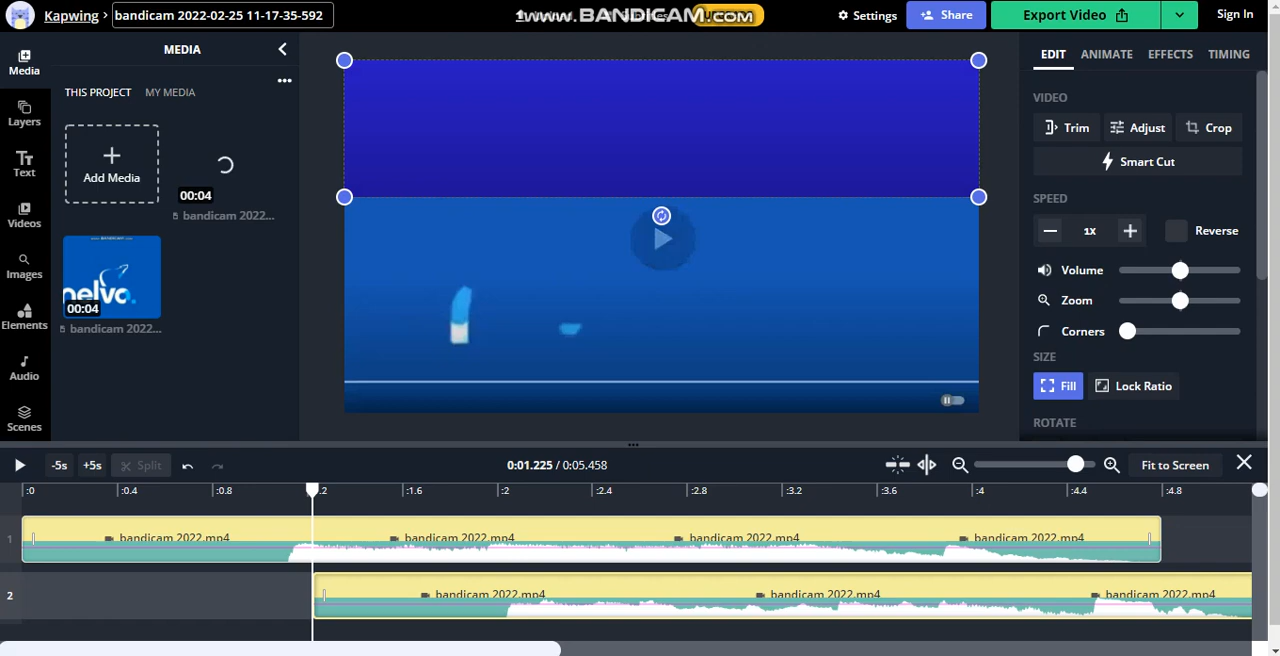 Kapwing › bandicam 2022-02-25 11-17-35-592
www.BANDICAM.com
Settings
Share
Export Video
Sign In
Media
Layers
Text
Videos
Images
Elements
Audio
Scenes
MEDIA
THIS PROJECT MY MEDIA
Add Media
00:04
bandicam 2022...
nelvo.
00:04
bandicam 2022...
EDIT ANIMATE EFFECTS TIMING
VIDEO
Trim Adjust Crop
Smart Cut
SPEED
1X Reverse
Volume
Zoom
Corners
SIZE
Fill Lock Ratio
ROTATE
-5s +5s Split 0:01.225 / 0:05.458 Fit to Screen
:0 :0.4 :0.8 :1.6 :2 :2.4 :2.8 :3.2 :3.6 :4 :4.4 :4.8
1 bandicam 2022.mp4 bandicam 2022.mp4 bandicam 2022.mp4 bandicam 2022.mp4
2 bandicam 2022.mp4 bandicam 2022.mp4 bandicam 2022.mp4